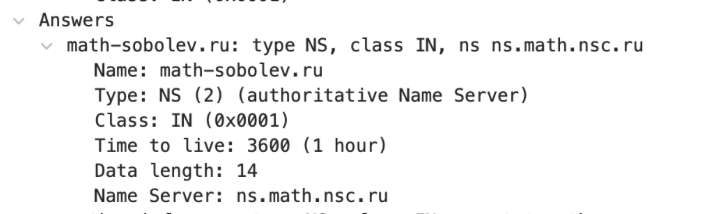 Answers
math-sobolev.ru: type NS, class IN, ns ns.math.nsc.ru
Name: math-sobolev.ru
Type: NS (2) (authoritative Name Server)
Class: IN (0x0001)
Time to live: 3600 (1 hour)
Data length: 14
Name Server: ns.math.nsc.ru